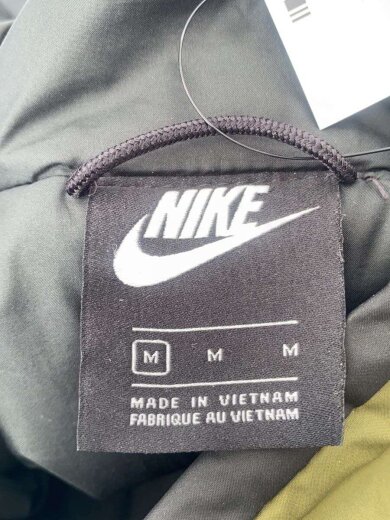 NIKE
M M M
MADE IN VIETNAM
FABRIQUE AU VIETNAM